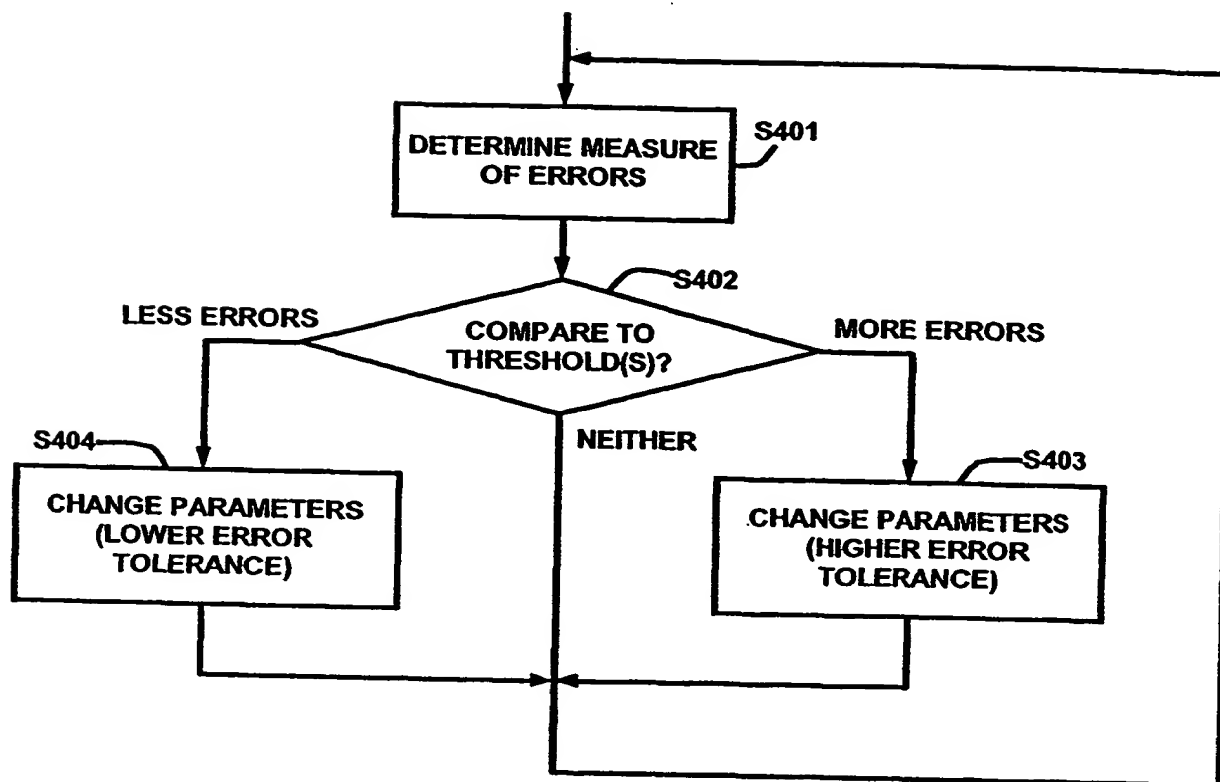 S401
DETERMINE MEASURE
OF ERRORS
S402
LESS ERRORS
COMPARE TO
THRESHOLD(S)?
MORE ERRORS
NEITHER
S404
CHANGE PARAMETERS
(LOWER ERROR
TOLERANCE)
S403
CHANGE PARAMETERS
(HIGHER ERROR
TOLERANCE)